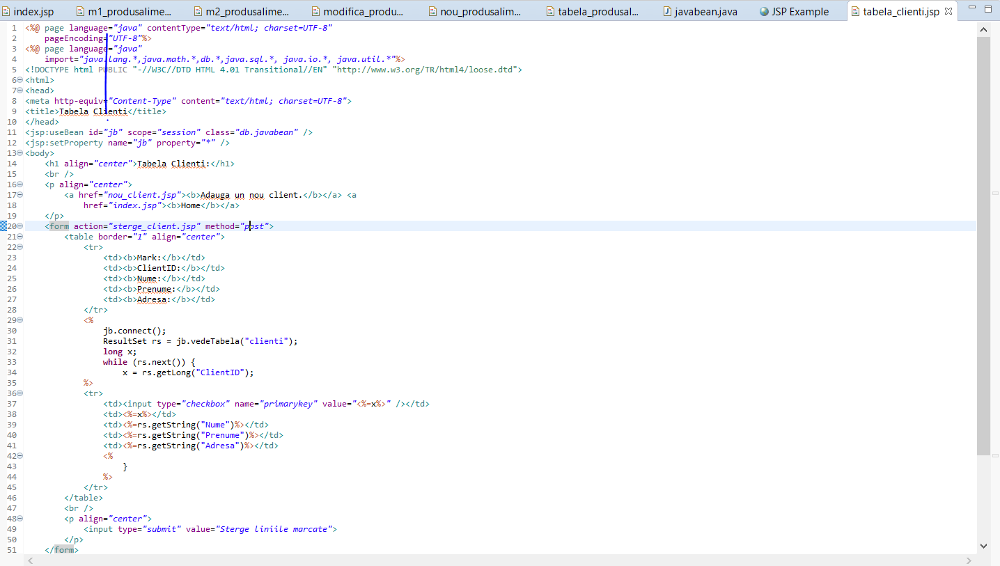 index.jsp m1_produsalime... m2_produsalime... modifica_produ... nou_produsalim... tabela_produsal... javabean.java JSP Example tabela_clienti.jsp
1 <%@ page language="java" contentType="text/html; charset=UTF-8"
2     pageEncoding="UTF-8"%>
3 <%@ page language="java"
4     import="java.lang.*,java.math.*,db.*,java.sql.*, java.io.*, java.util.*"%>
5 <!DOCTYPE html PUBLIC "-//W3C//DTD HTML 4.01 Transitional//EN" "http://www.w3.org/TR/html4/loose.dtd">
6 <html>
7 <head>
8 <meta http-equiv="Content-Type" content="text/html; charset=UTF-8">
9 <title>Tabela Clienti</title>
10 </head>
11 <jsp:useBean id="jb" scope="session" class="db.javabean" />
12 <jsp:setProperty name="jb" property="*" />
13 <body>
14     <h1 align="center">Tabela Clienti:</h1>
15     <br />
16     <p align="center">
17         <a href="nou_client.jsp"><b>Adauga un nou client.</b></a> <a
18             href="index.jsp"><b>Home</b></a>
19     </p>
20     <form action="sterge_client.jsp" method="post">
21         <table border="1" align="center">
22             <tr>
23                 <td><b>Mark:</b></td>
24                 <td><b>ClientID:</b></td>
25                 <td><b>Nume:</b></td>
26                 <td><b>Prenume:</b></td>
27                 <td><b>Adresa:</b></td>
28             </tr>
29             <%
30                 jb.connect();
31                 ResultSet rs = jb.vedeTabela("clienti");
32                 long x;
33                 while (rs.next()) {
34                     x = rs.getLong("ClientID");
35             %>
36             <tr>
37                 <td><input type="checkbox" name="primarykey" value="<%=x%>" /></td>
38                 <td><%=x%></td>
39                 <td><%=rs.getString("Nume")%></td>
40                 <td><%=rs.getString("Prenume")%></td>
41                 <td><%=rs.getString("Adresa")%></td>
42                 <%
43                     }
44                 %>
45             </tr>
46         </table>
47         <br />
48         <p align="center">
49             <input type="submit" value="Sterge liniile marcate">
50         </p>
51     </form>